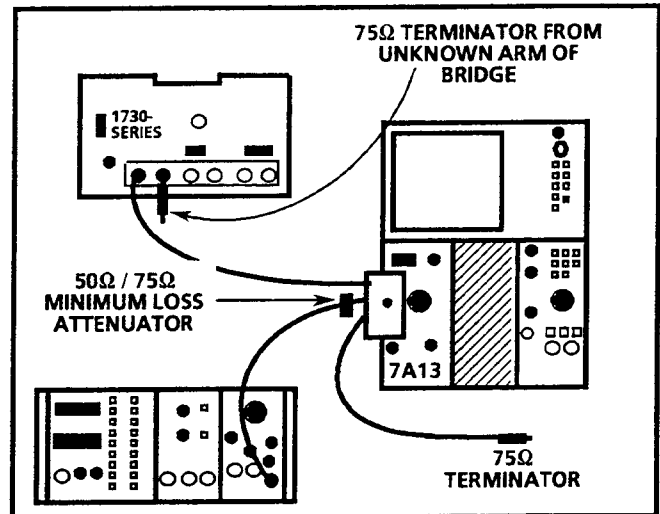 75Ω TERMINATOR FROM
UNKNOWN ARM OF
BRIDGE
1730-
SERIES
50Ω / 75Ω
MINIMUM LOSS
ATTENUATOR
7A13
75Ω
TERMINATOR